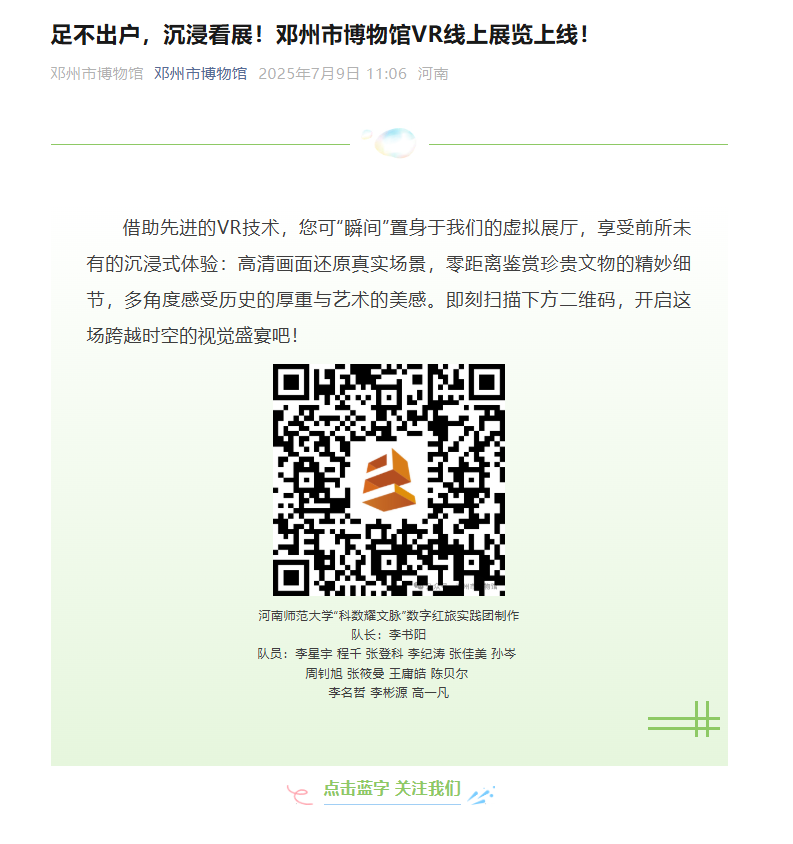 足不出户，沉浸看展！邓州市博物馆VR线上展览上线！
邓州市博物馆 邓州市博物馆 2025年7月9日 11:06 河南
借助先进的VR技术，您可“瞬间”置身于我们的虚拟展厅，享受前所未
有的沉浸式体验：高清画面还原真实场景，零距离鉴赏珍贵文物的精妙细
节，多角度感受历史的厚重与艺术的美感。即刻扫描下方二维码，开启这
场跨越时空的视觉盛宴吧！
河南师范大学“科数耀文脉”数字红旅实践团制作
队长：李书阳
队员：李星宇 程千 张登科 李纪涛 张佳美 孙岑
周钊旭 张筱曼 王庸皓 陈贝尔
李名哲 李彬源 高一凡
点击蓝字 关注我们